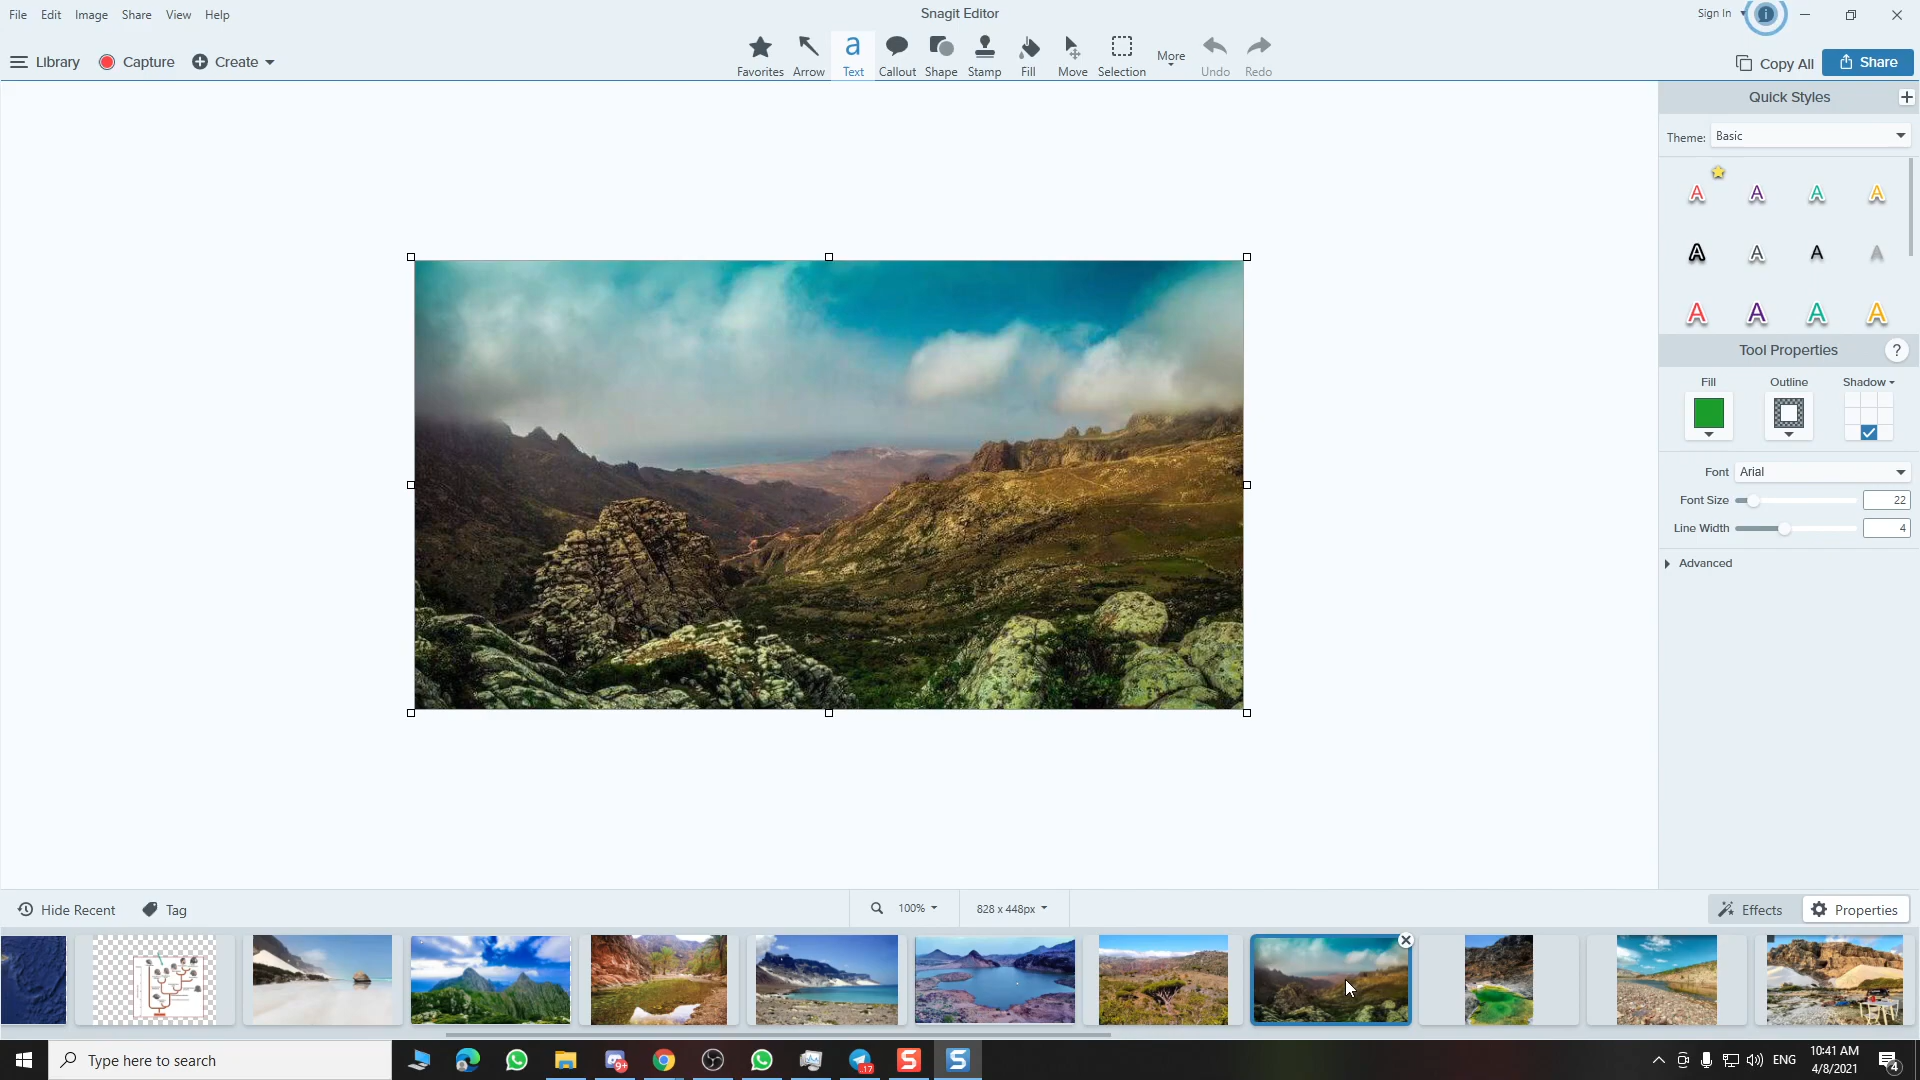 File Edit Image Share View Help
Snagit Editor
Sign In
Library Capture Create
Favorites Arrow Text Callout Shape Stamp Fill Move Selection More Undo Redo
Copy All Share
Quick Styles
Theme: Basic
A A A A
A A A A
A A A A
Tool Properties ?
Fill Outline Shadow
Font Arial
Font Size 22
Line Width 4
Advanced
Hide Recent Tag 100% 828 x 448px Effects Properties
Type here to search
9+
17
ENG
10:41 AM
4/8/2021
4